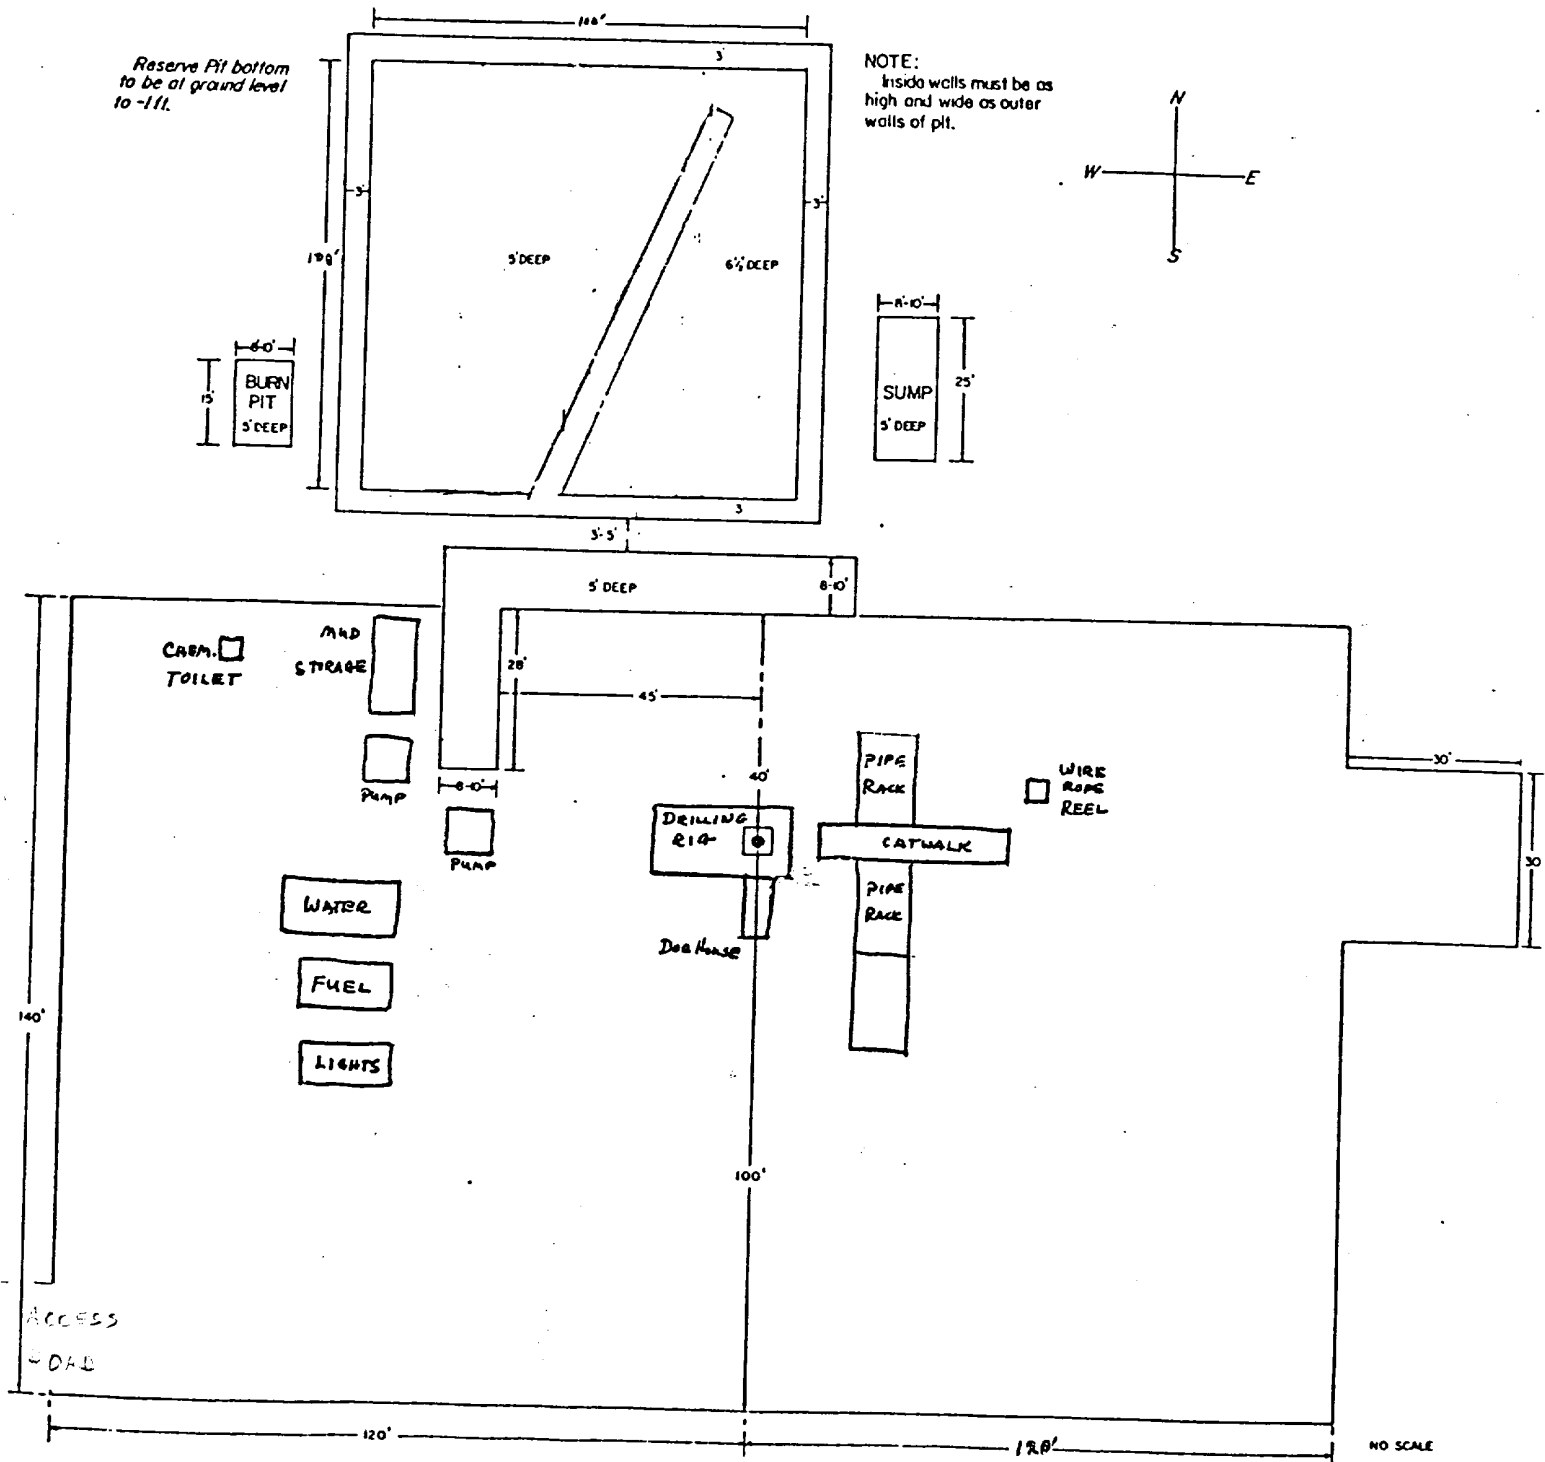 Reserve Pit bottom
to be at ground level
to -1 ft.
3'
NOTE:
Inside walls must be as
high and wide as outer
walls of pit.
N
W
E
S
3'
3'
5' DEEP
6½' DEEP
8'-10'
25'
SUMP
5' DEEP
15'
BURN
PIT
5' DEEP
3
3'-5'
5' DEEP
8-10'
CHEM.
TOILET
MUD
STORAGE
28'
45'
40'
PUMP
8-10'
PUMP
DRILLING
RIG
PIPE
RACK
WIRE
ROPE
REEL
30'
30
CATWALK
PIPE
RACK
DOG HOUSE
WATER
FUEL
LIGHTS
140'
100'
ACCESS
ROAD
120'
NO SCALE